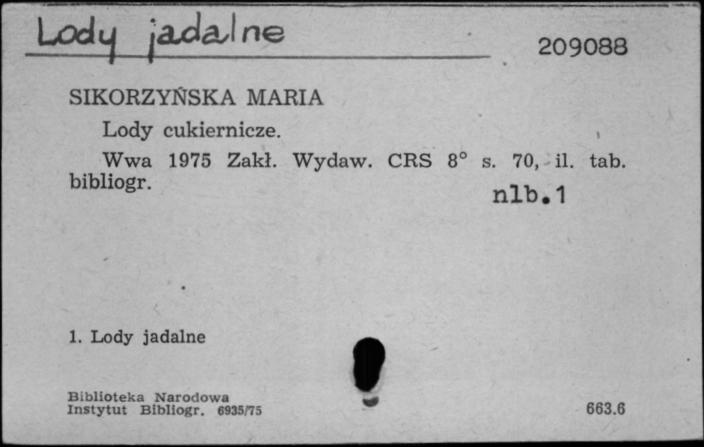 Lody jadalne
209088
SIKORZYŃSKA MARIA
Lody cukiernicze.
Wwa 1975 Zakł. Wydaw. CRS 8° s. 70, il. tab.
bibliogr.
nlb.1
1. Lody jadalne
Biblioteka Narodowa
Instytut Bibliogr. 6935/75
663.6